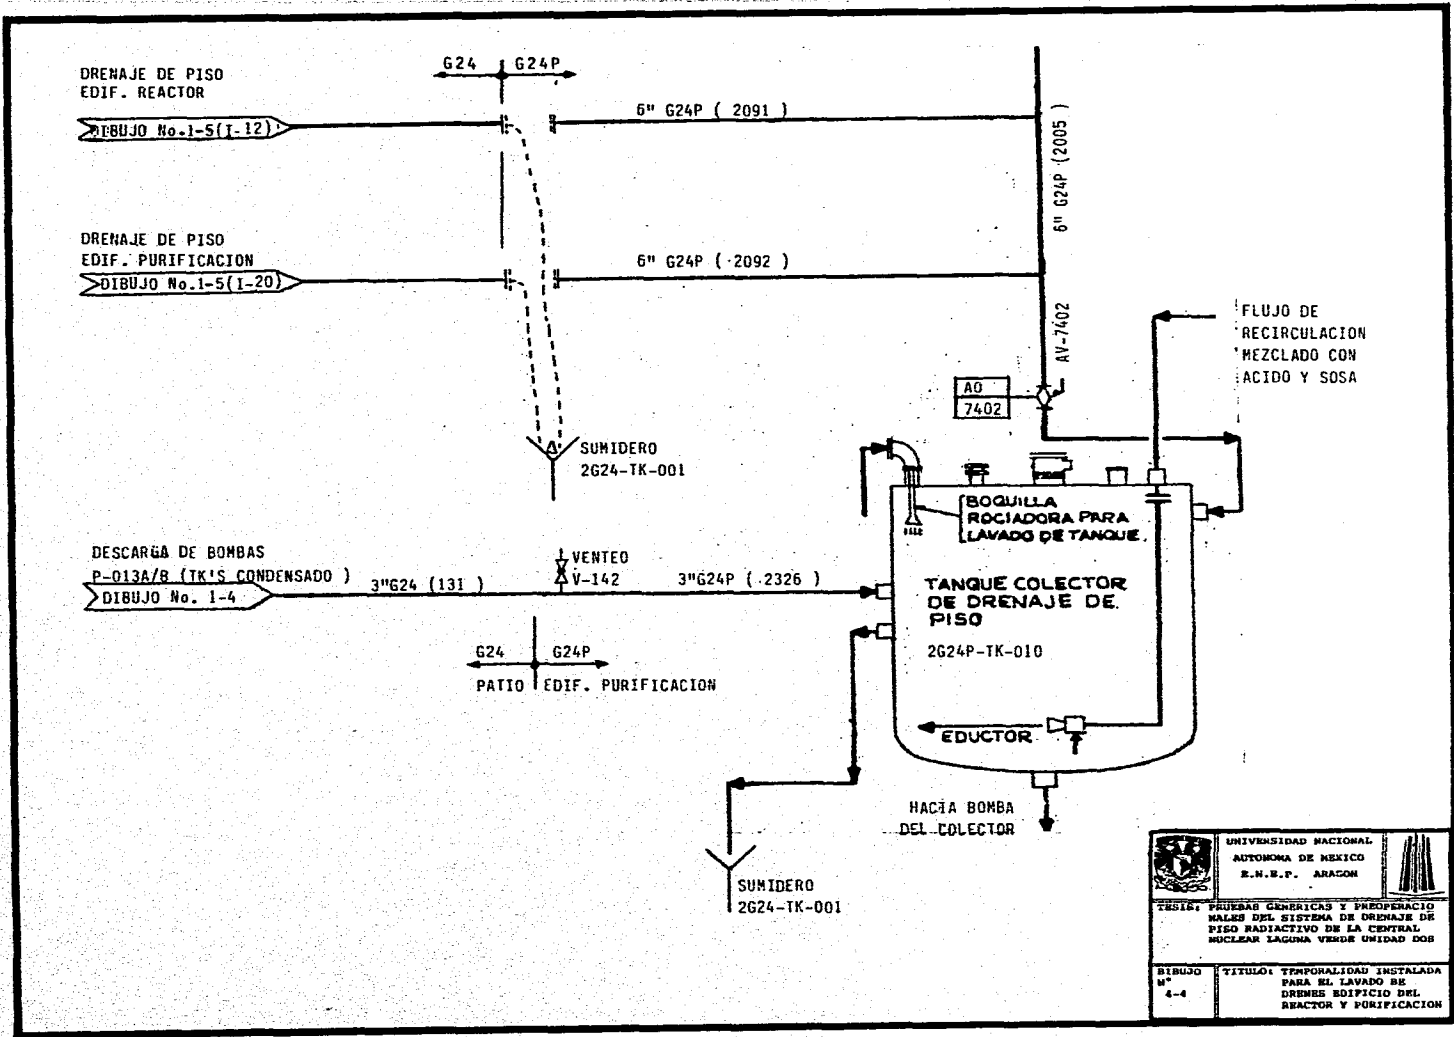 G24 G24P
DRENAJE DE PISO
EDIF. REACTOR
DIBUJO No.1-5(I-12)
6" G24P ( 2091 )
6" G24P (2005 )
DRENAJE DE PISO
EDIF. PURIFICACION
DIBUJO No.1-5(I-20)
6" G24P ( 2092 )
AV-7402
FLUJO DE
RECIRCULACION
MEZCLADO CON
ACIDO Y SOSA
AO
7402
SUMIDERO
2G24-TK-001
BOQUILLA
ROCIADORA PARA
LAVADO DE TANQUE.
DESCARGA DE BOMBAS
P-013A/B (TK'S CONDENSADO )
DIBUJO No. 1-4
3"G24 (131 )
VENTEO
V-142
3"G24P ( 2326 )
TANQUE COLECTOR
DE DRENAJE DE.
PISO
2G24P-TK-010
G24 G24P
PATIO EDIF. PURIFICACION
EDUCTOR
HACIA BOMBA
DEL COLECTOR
SUMIDERO
2G24-TK-001
UNIVERSIDAD NACIONAL
AUTONOMA DE MEXICO
E.N.E.P. ARAGON
TESIS: PRUEBAS GENERICAS Y PREOPERACIO
NALES DEL SISTEMA DE DRENAJE DE
PISO RADIACTIVO DE LA CENTRAL
NUCLEAR LAGUNA VERDE UNIDAD DOS
DIBUJO
N°
4-4
TITULO: TEMPORALIDAD INSTALADA
PARA EL LAVADO DE
DRENES EDIFICIO DEL
REACTOR Y PURIFICACION